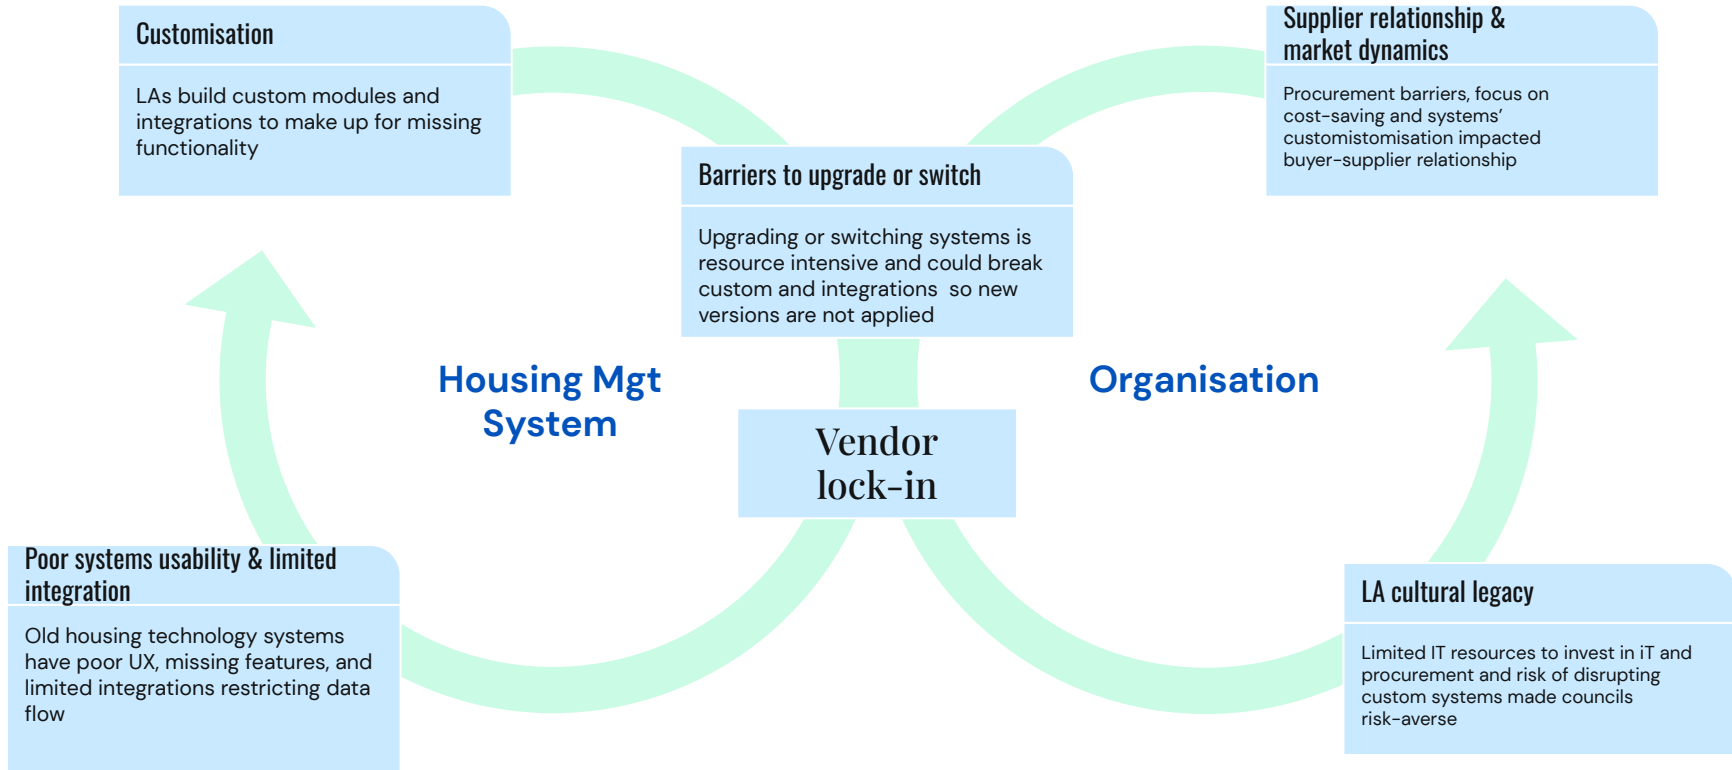 Customisation
LAs build custom modules and
integrations to make up for missing
functionality
Supplier relationship &
market dynamics
Procurement barriers, focus on
cost-saving and systems’
customistomisation impacted
buyer-supplier relationship
Barriers to upgrade or switch
Upgrading or switching systems is
resource intensive and could break
custom and integrations  so new
versions are not applied
Housing Mgt
System
Organisation
Vendor
lock-in
Poor systems usability & limited
integration
Old housing technology systems
have poor UX, missing features, and
limited integrations restricting data
flow
LA cultural legacy
Limited IT resources to invest in iT and
procurement and risk of disrupting
custom systems made councils
risk-averse